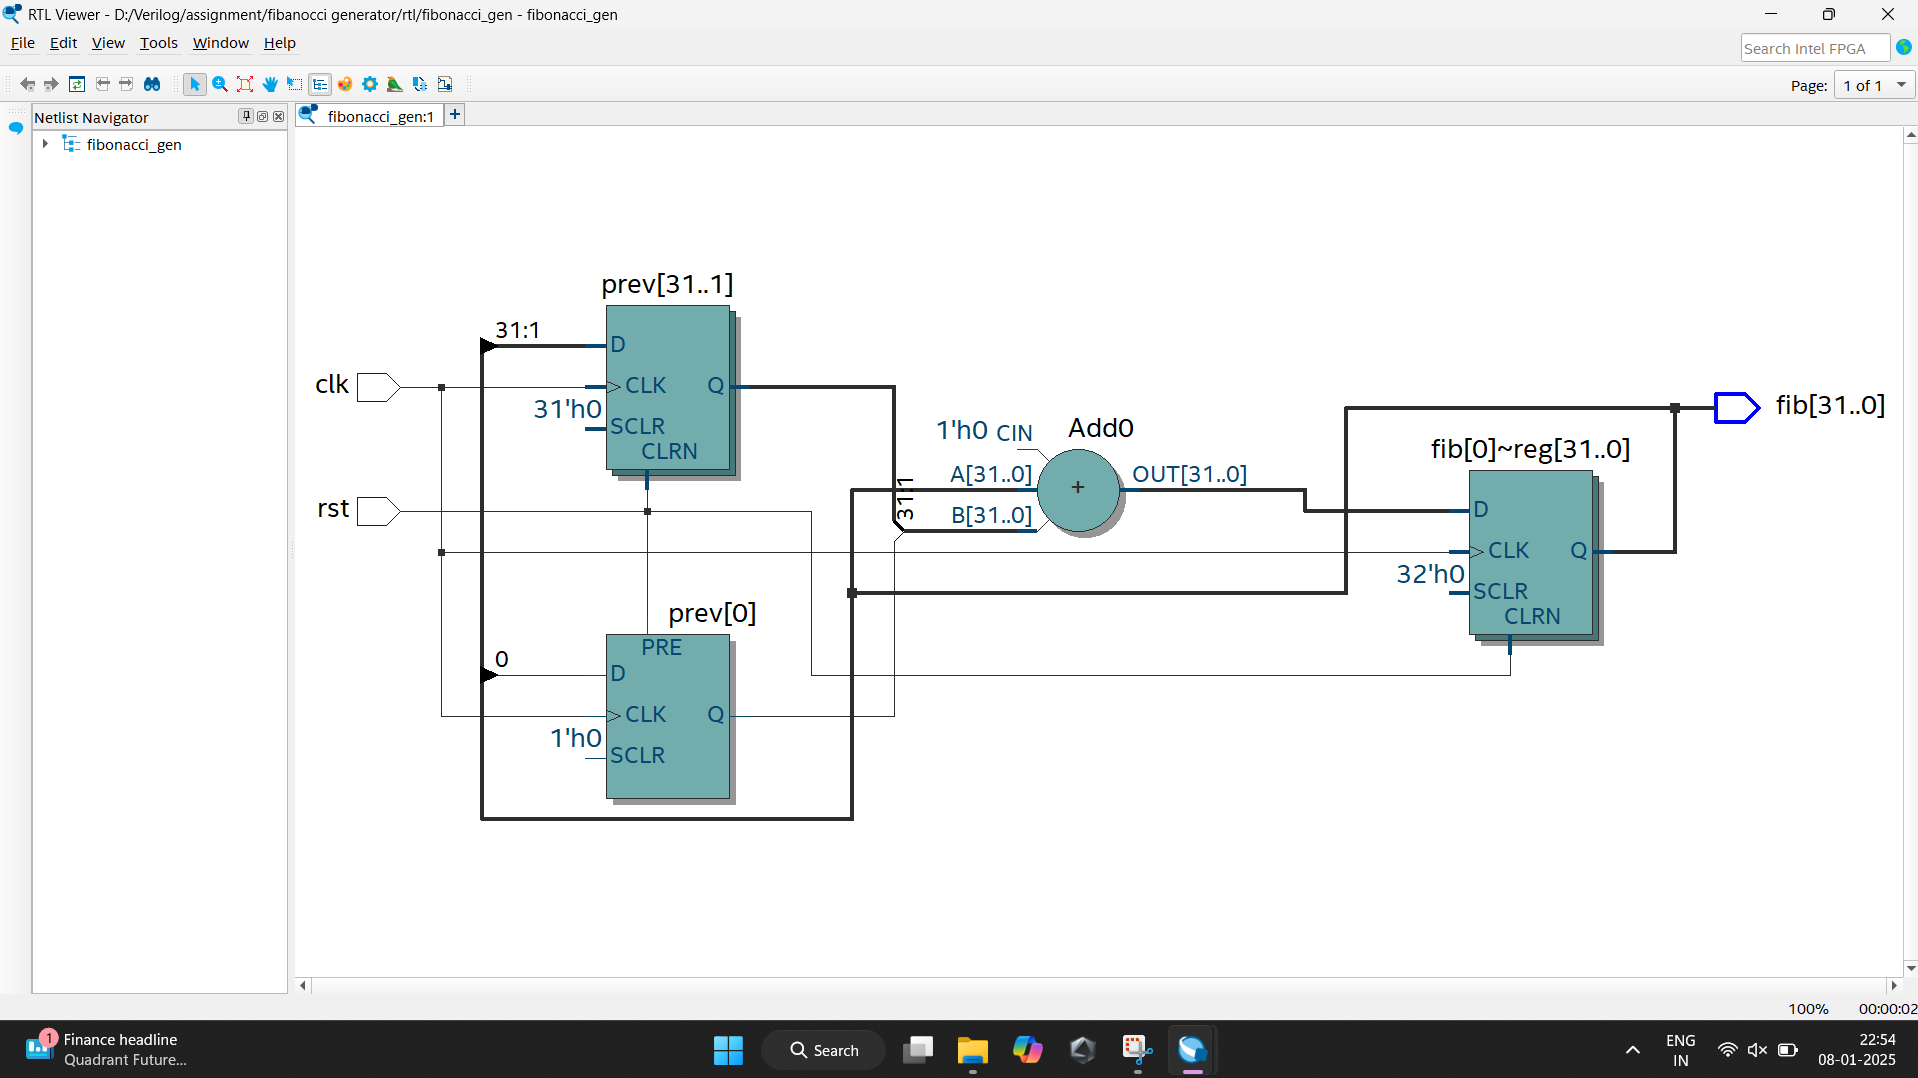 RTL Viewer - D:/Verilog/assignment/fibanocci generator/rtl/fibonacci_gen - fibonacci_gen
File Edit View Tools Window Help
Search Intel FPGA
Page: 1 of 1
Netlist Navigator
fibonacci_gen:1
fibonacci_gen
prev[31..1]
31:1
D
clk
CLK Q
31'h0
SCLR
CLRN
rst
1'h0 CIN
Add0
A[31..0]
+
OUT[31..0]
B[31..0]
31:1
fib[31..0]
fib[0]~reg[31..0]
D
CLK Q
32'h0
SCLR
CLRN
prev[0]
PRE
0
D
CLK Q
1'h0
SCLR
100% 00:00:02
1
Finance headline
Quadrant Future...
Search
ENG
IN
22:54
08-01-2025